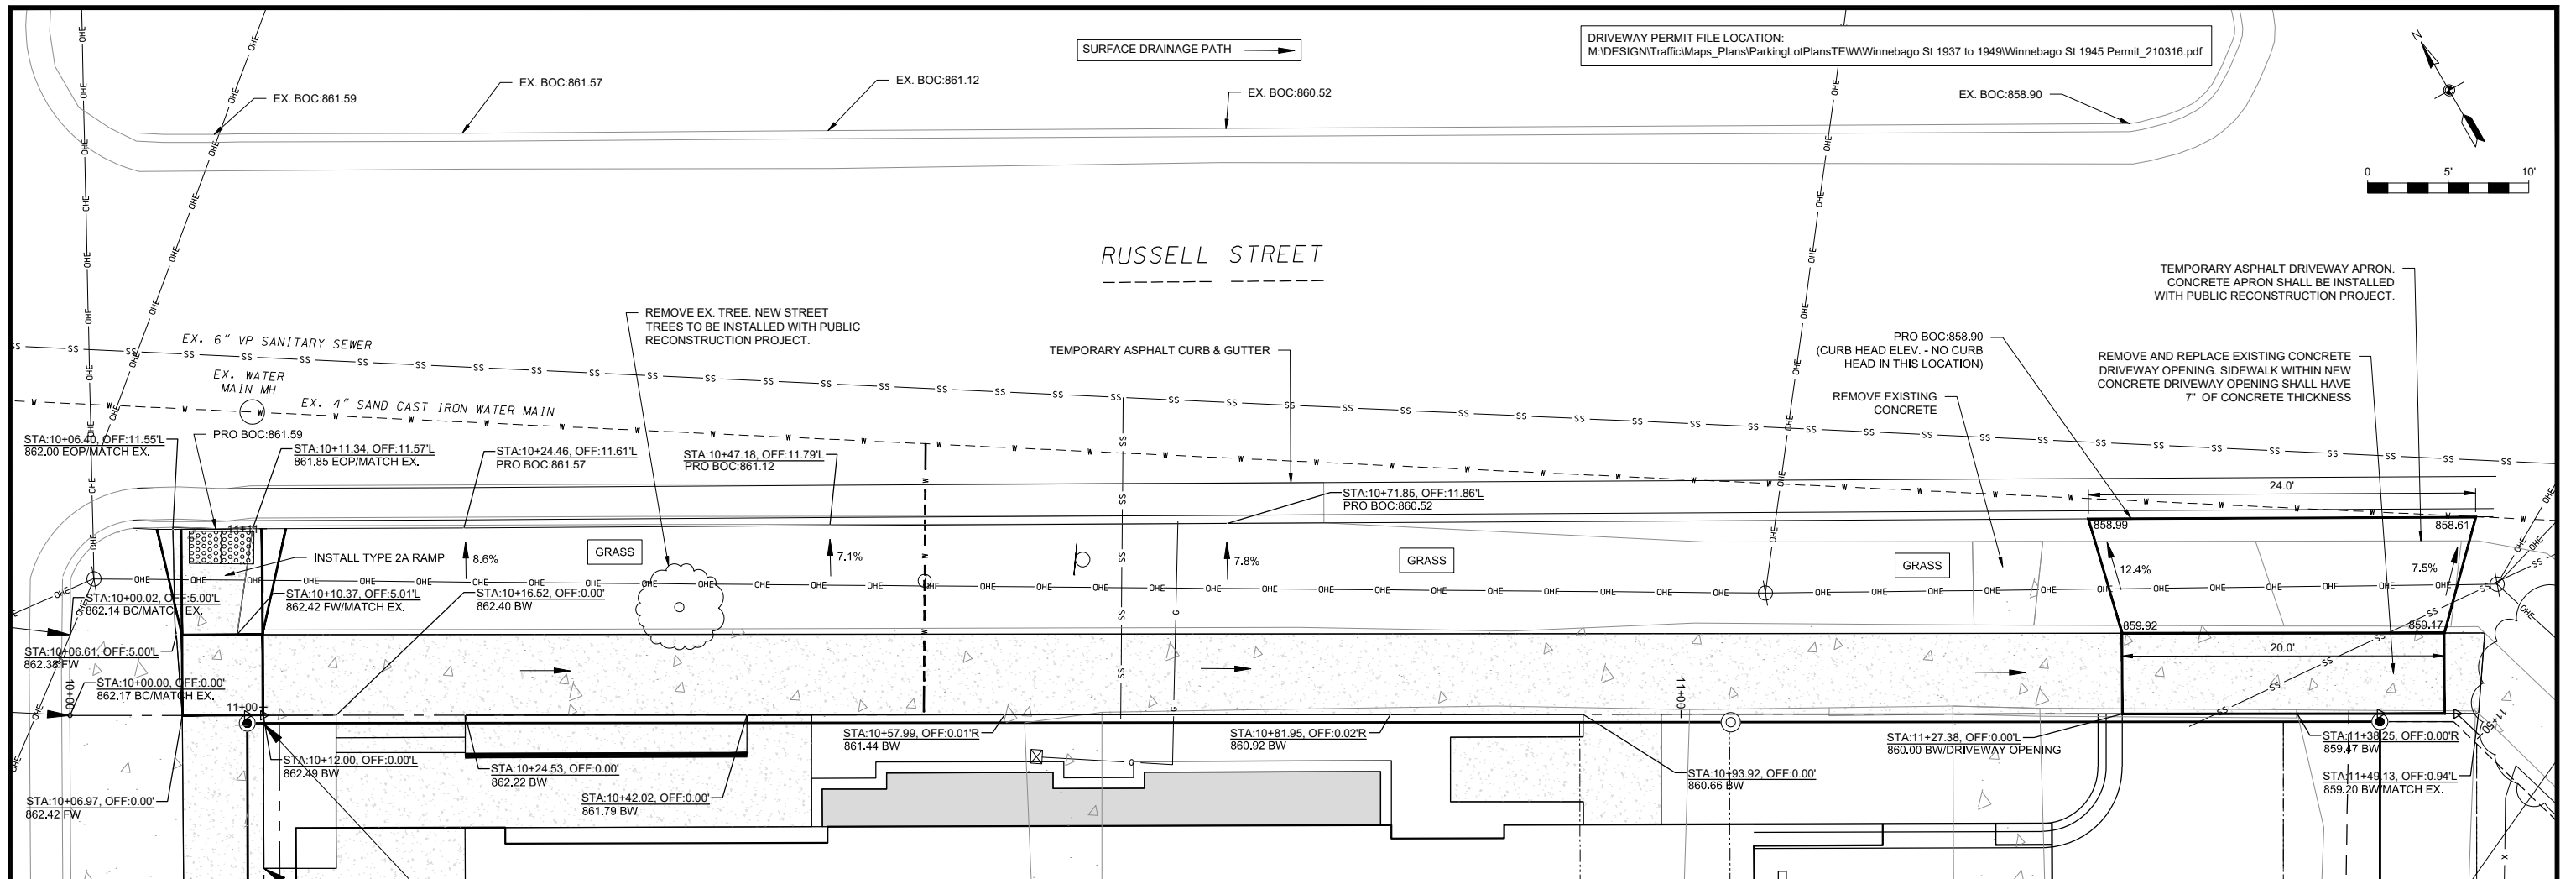 SURFACE DRAINAGE PATH
DRIVEWAY PERMIT FILE LOCATION:
M:\DESIGN\Traffic\Maps_Plans\ParkingLotPlansTE\W\Winnebago St 1937 to 1949\Winnebago St 1945 Permit_210316.pdf
N
EX. BOC:861.59
EX. BOC:861.57
EX. BOC:861.12
EX. BOC:860.52
EX. BOC:858.90
0 5' 10'
RUSSELL STREET
TEMPORARY ASPHALT DRIVEWAY APRON.
CONCRETE APRON SHALL BE INSTALLED
WITH PUBLIC RECONSTRUCTION PROJECT.
REMOVE EX. TREE. NEW STREET
TREES TO BE INSTALLED WITH PUBLIC
RECONSTRUCTION PROJECT.
EX. 6" VP SANITARY SEWER
TEMPORARY ASPHALT CURB & GUTTER
PRO BOC:858.90
(CURB HEAD ELEV. - NO CURB
HEAD IN THIS LOCATION)
REMOVE AND REPLACE EXISTING CONCRETE
DRIVEWAY OPENING. SIDEWALK WITHIN NEW
CONCRETE DRIVEWAY OPENING SHALL HAVE
7" OF CONCRETE THICKNESS
EX. WATER
MAIN MH
EX. 4" SAND CAST IRON WATER MAIN
REMOVE EXISTING
CONCRETE
STA:10+06.40, OFF:11.55'L
862.00 EOP/MATCH EX.
PRO BOC:861.59
STA:10+11.34, OFF:11.57'L
861.85 EOP/MATCH EX.
STA:10+24.46, OFF:11.61'L
PRO BOC:861.57
STA:10+47.18, OFF:11.79'L
PRO BOC:861.12
STA:10+71.85, OFF:11.86'L
PRO BOC:860.52
24.0'
858.99
858.61
INSTALL TYPE 2A RAMP
8.6%
GRASS
7.1%
7.8%
GRASS
GRASS
12.4%
7.5%
STA:10+00.02, OFF:5.00'L
862.14 BC/MATCH EX.
STA:10+10.37, OFF:5.01'L
862.42 FW/MATCH EX.
STA:10+16.52, OFF:0.00'
862.40 BW
859.92
859.17
STA:10+06.61, OFF:5.00'L
862.38 FW
20.0'
STA:10+00.00, OFF:0.00'
862.17 BC/MATCH EX.
10+00
11+00
11+00
11+50
STA:10+12.00, OFF:0.00'L
862.49 BW
STA:10+24.53, OFF:0.00'
862.22 BW
STA:10+42.02, OFF:0.00'
861.79 BW
STA:10+57.99, OFF:0.01'R
861.44 BW
STA:10+81.95, OFF:0.02'R
860.92 BW
STA:10+93.92, OFF:0.00'
860.66 BW
STA:11+27.38, OFF:0.00'L
860.00 BW/DRIVEWAY OPENING
STA:11+38.25, OFF:0.00'R
859.47 BW
STA:11+49.13, OFF:0.94'L
859.20 BW/MATCH EX.
STA:10+06.97, OFF:0.00'
862.42 FW